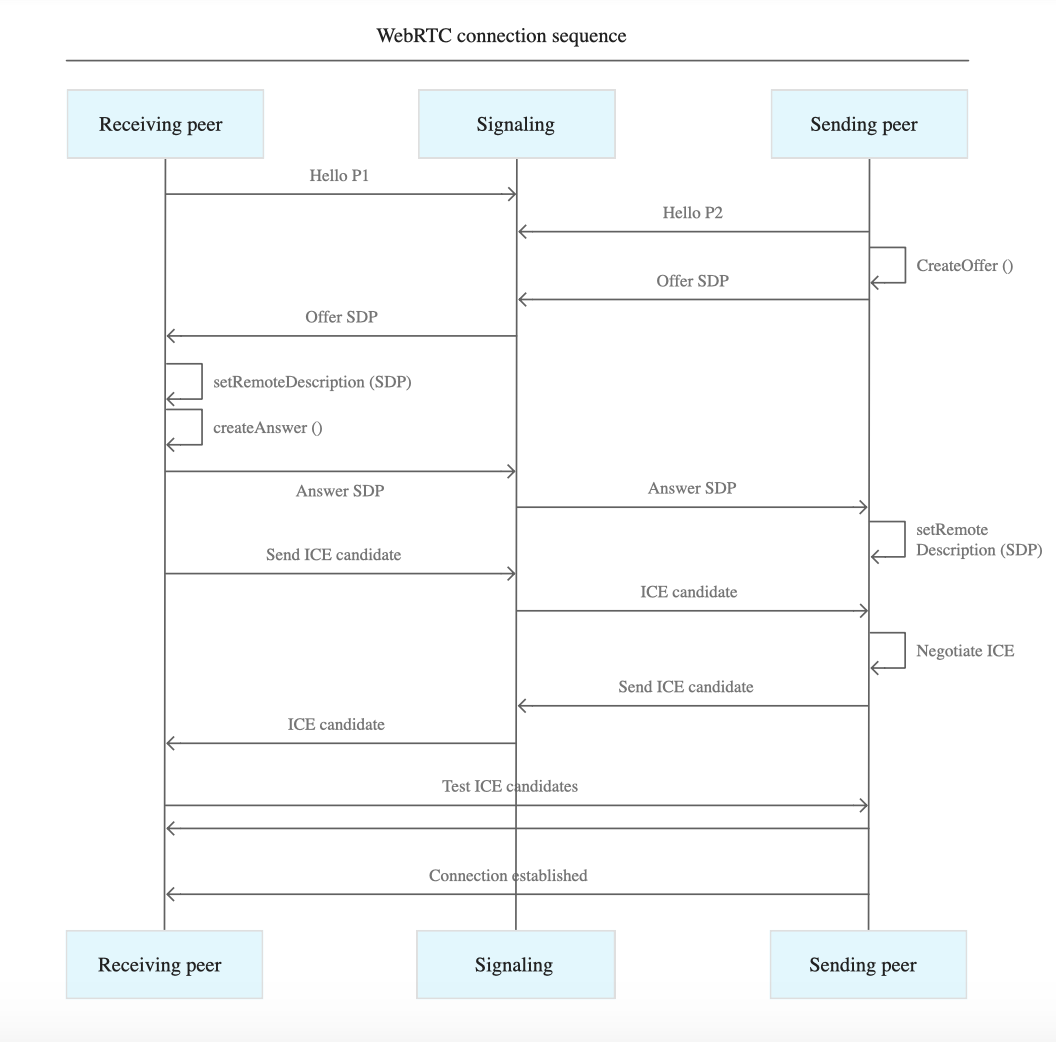 WebRTC connection sequence
Receiving peer
Signaling
Sending peer
Hello P1
Hello P2
CreateOffer ()
Offer SDP
Offer SDP
setRemoteDescription (SDP)
createAnswer ()
Answer SDP
Answer SDP
setRemote
Description (SDP)
Send ICE candidate
ICE candidate
Negotiate ICE
Send ICE candidate
ICE candidate
Test ICE candidates
Connection established
Receiving peer
Signaling
Sending peer